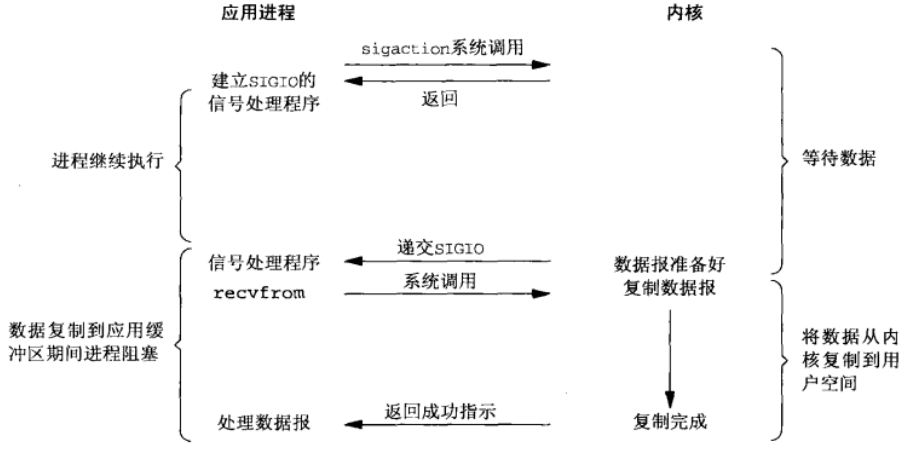 应用进程
内核
sigaction系统调用
建立SIGIO的
信号处理程序
返回
进程继续执行
等待数据
递交SIGIO
信号处理程序
数据报准备好
系统调用
recvfrom
复制数据报
数据复制到应用缓
冲区期间进程阻塞
将数据从内
核复制到用
户空间
返回成功指示
处理数据报
复制完成